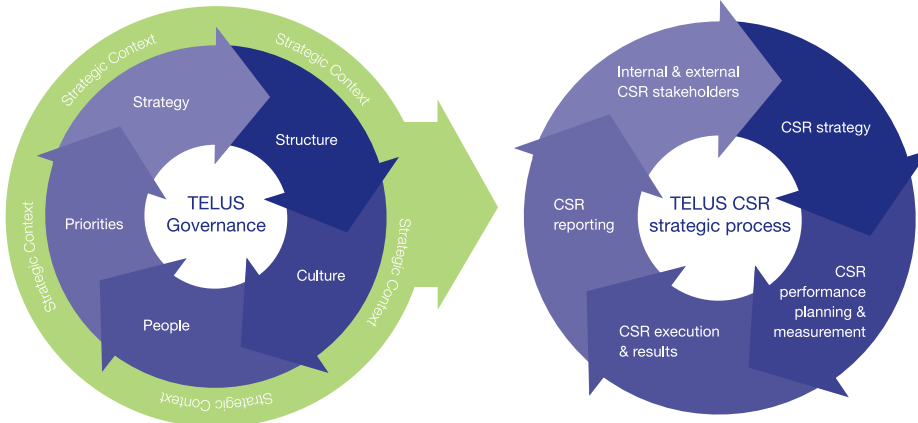 Strategic Context
Strategic Context
Strategic Context
Strategic Context
Strategic Context
Strategy
Structure
Culture
People
Priorities
TELUS
Governance
Internal & external
CSR stakeholders
CSR strategy
CSR
performance
planning &
measurement
CSR execution
& results
CSR
reporting
TELUS CSR
strategic process